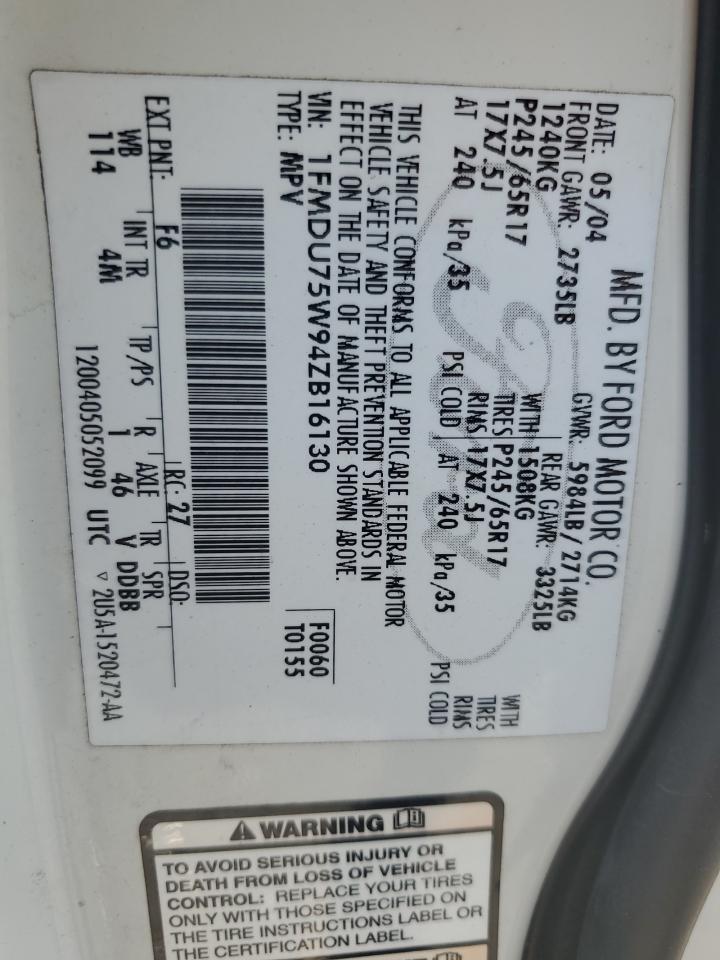 MFD. BY FORD MOTOR CO.
DATE: 05/04 GVWR: 5984LB/2714KG
FRONT GAWR: 2735LB REAR GAWR: 3325LB
1240KG WITH 1508KG WITH
P245/65R17 TIRES P245/65R17 TIRES
17X7.5J RIMS 17X7.5J RIMS
AT 240 kPa/35 PSI COLD AT 240 kPa/35 PSI COLD
THIS VEHICLE CONFORMS TO ALL APPLICABLE FEDERAL MOTOR
VEHICLE SAFETY AND THEFT PREVENTION STANDARDS IN
EFFECT ON THE DATE OF MANUFACTURE SHOWN ABOVE.
VIN: 1FMDU75W94ZB16130 F0060
TYPE: MPV T0155
EXT PNT: F6 RC: 27 DSO:
WB INT TR TP/PS R AXLE TR SPR
114 4M 1 46 V DDBB
1200405052099 UTC ▽ 2U5A-1520472-AA
Ford
WARNING
TO AVOID SERIOUS INJURY OR
DEATH FROM LOSS OF VEHICLE
CONTROL: REPLACE YOUR TIRES
ONLY WITH THOSE SPECIFIED ON
THE TIRE INSTRUCTIONS LABEL OR
THE CERTIFICATION LABEL.